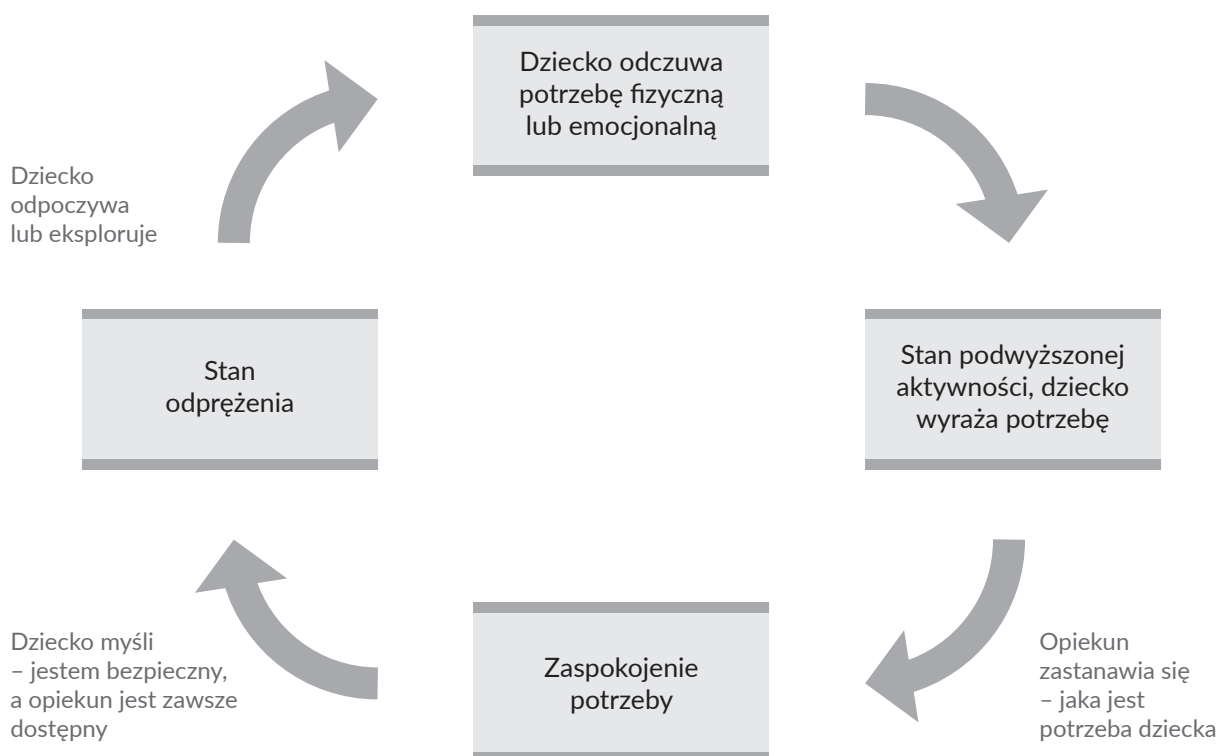 Dziecko odczuwa
potrzebę fizyczną
lub emocjonalną
Dziecko
odpoczywa
lub eksploruje
Stan
odprężenia
Stan podwyższonej
aktywności, dziecko
wyraża potrzebę
Dziecko myśli
– jestem bezpieczny,
a opiekun jest zawsze
dostępny
Zaspokojenie
potrzeby
Opiekun
zastanawia się
– jaka jest
potrzeba dziecka